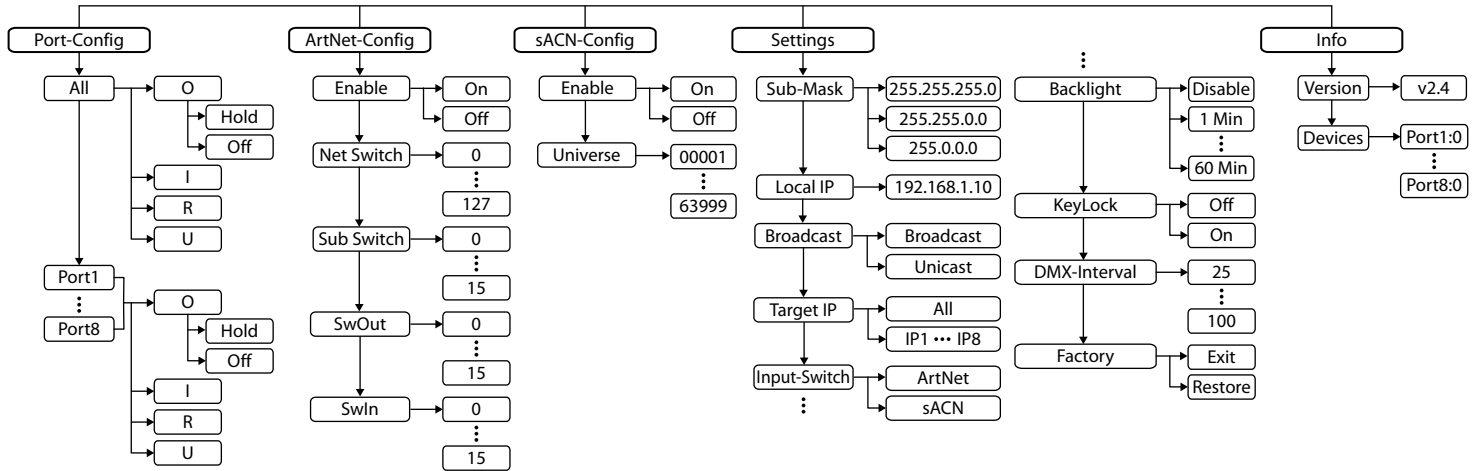 Port-Config
All
O
Hold
Off
I
R
U
Port1
Port8
O
Hold
Off
I
R
U
ArtNet-Config
Enable
On
Off
Net Switch
0
127
Sub Switch
0
15
SwOut
0
15
SwIn
0
15
sACN-Config
Enable
On
Off
Universe
00001
63999
Settings
Sub-Mask
255.255.255.0
255.255.0.0
255.0.0.0
Local IP
192.168.1.10
Broadcast
Broadcast
Unicast
Target IP
All
IP1 ••• IP8
Input-Switch
ArtNet
sACN
Backlight
Disable
1 Min
60 Min
KeyLock
Off
On
DMX-Interval
25
100
Factory
Exit
Restore
Info
Version
v2.4
Devices
Port1:0
Port8:0